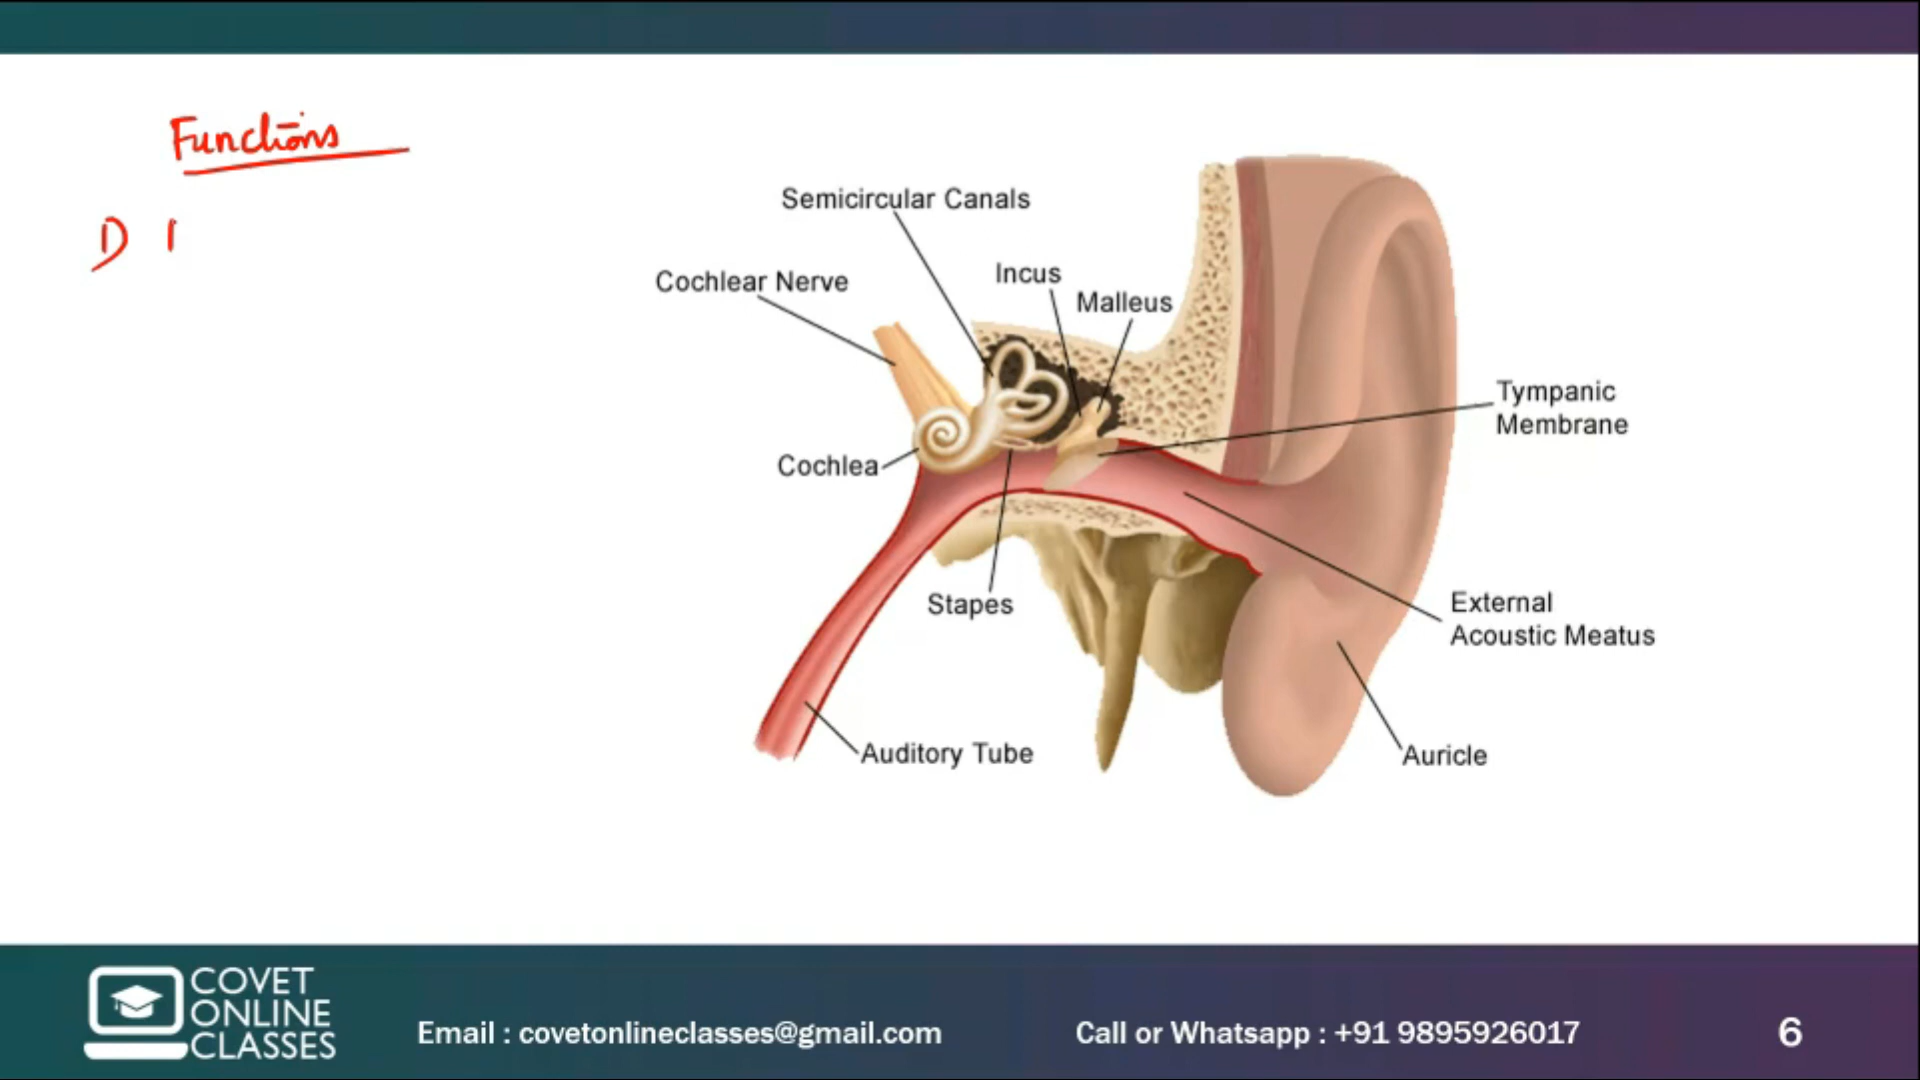 Functions
1)
Semicircular Canals
Cochlear Nerve
Incus
Malleus
Tympanic
Membrane
Cochlea
Stapes
External
Acoustic Meatus
Auditory Tube
Auricle
COVET
ONLINE
CLASSES
Email : covetonlineclasses@gmail.com
Call or Whatsapp : +91 9895926017
6